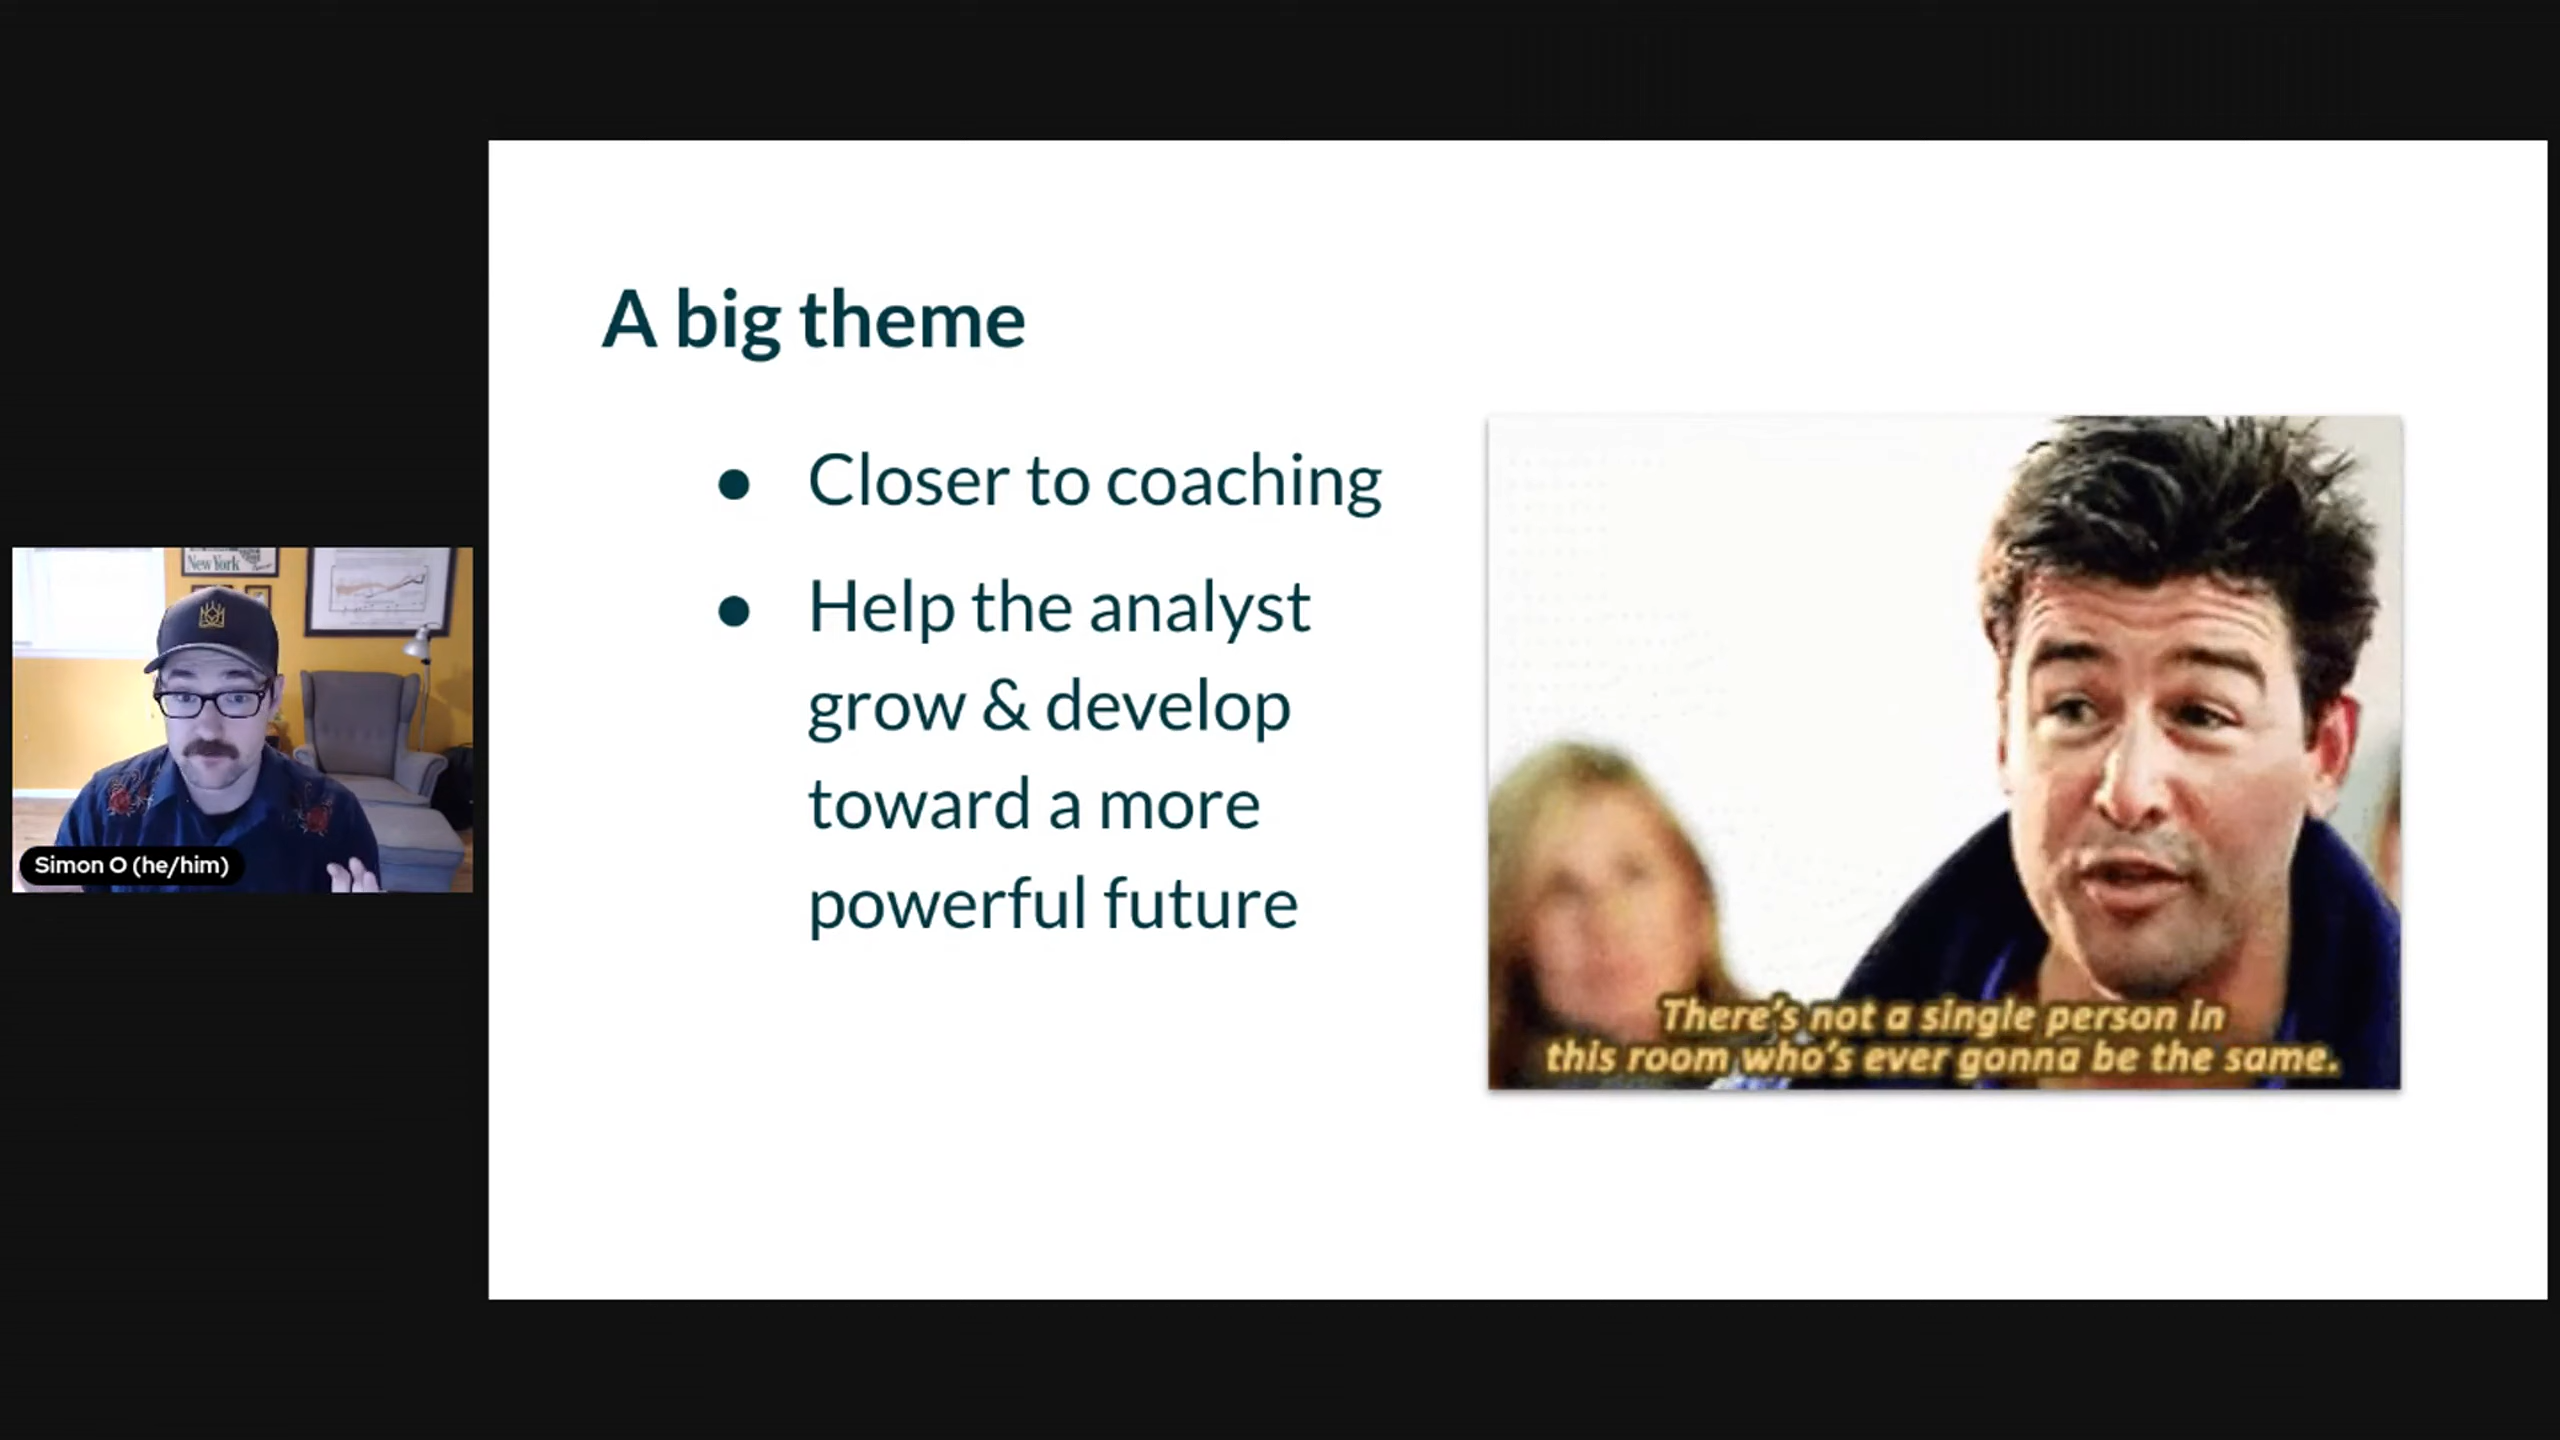 A big theme
● Closer to coaching
● Help the analyst
grow & develop
toward a more
powerful future
There's not a single person in
this room who's ever gonna be the same.
New York
Simon O (he/him)